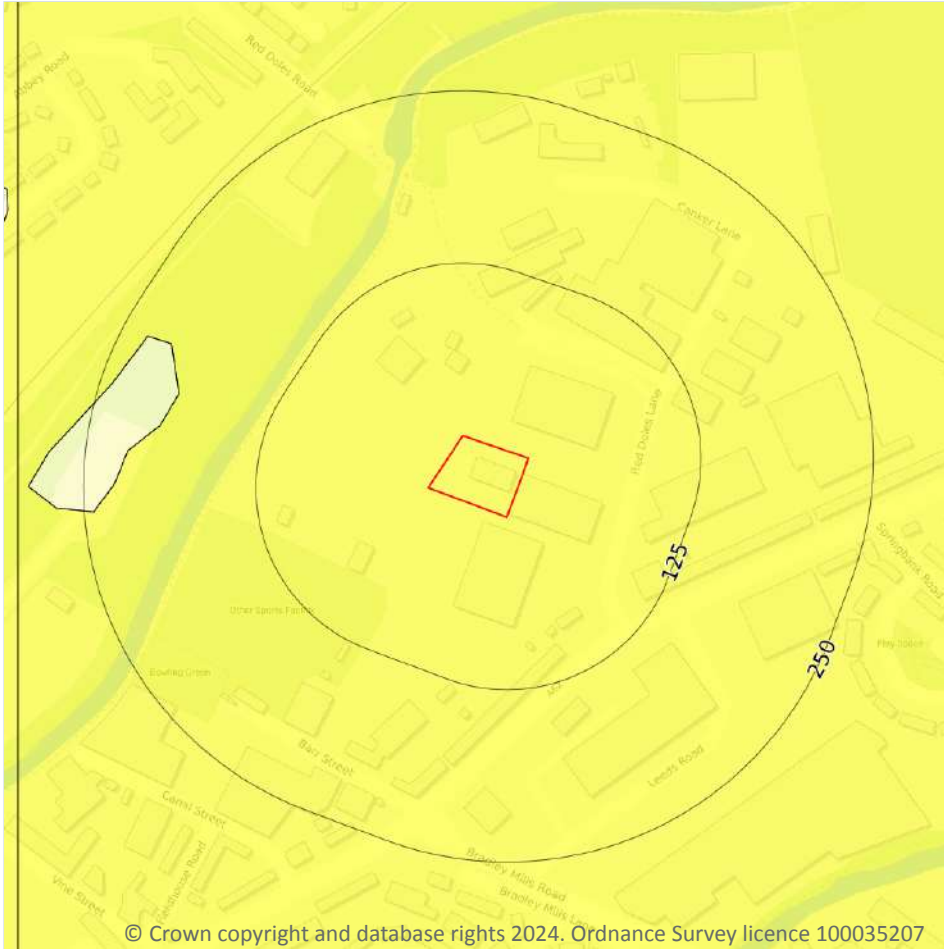 Red Doles Road
Abbey Road
Canker Lane
Red Doles Lane
125
Springbank Road
Other Sports Facility
250
Bowling Green
Barr Street
Leeds Road
Canal Street
Bradley Mills Road
Bradley Mills Lane
Vine Street
© Crown copyright and database rights 2024. Ordnance Survey licence 100035207